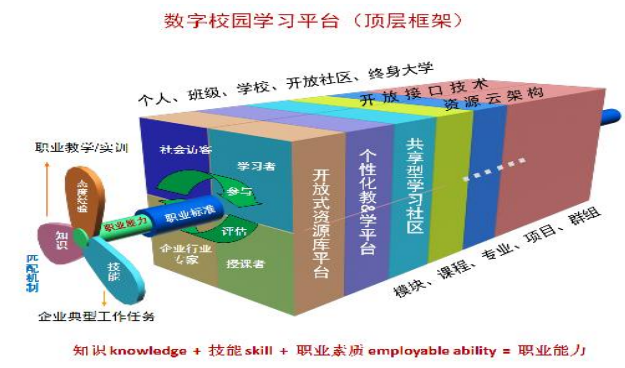 数字校园学习平台（顶层框架）
个人、班级、学校、开放社区、终身大学
开放接口技术
资源云架构
职业教学/实训
社会访客
学习者
参与
评估
企业行业
专家
授课者
开放式资源库平台
个性化教&学平台
共享型学习社区
态度经验
知识
技能
职业能力
职业标准
匹配机制
企业典型工作任务
模块、课程、专业、项目、群组
知识 knowledge + 技能 skill + 职业素质 employable ability = 职业能力